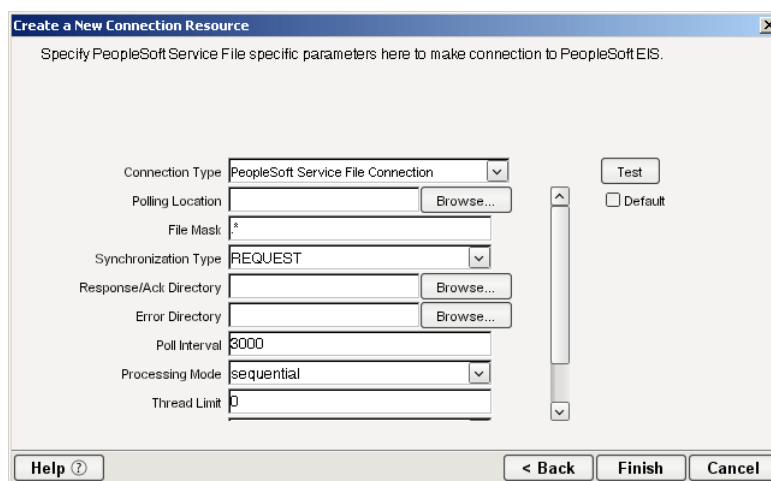 Create a New Connection Resource
Specify PeopleSoft Service File specific parameters here to make connection to PeopleSoft EIS.
Connection Type PeopleSoft Service File Connection Test
Polling Location Browse... Default
File Mask .*
Synchronization Type REQUEST
Response/Ack Directory Browse...
Error Directory Browse...
Poll Interval 3000
Processing Mode sequential
Thread Limit 0
Help ? < Back Finish Cancel